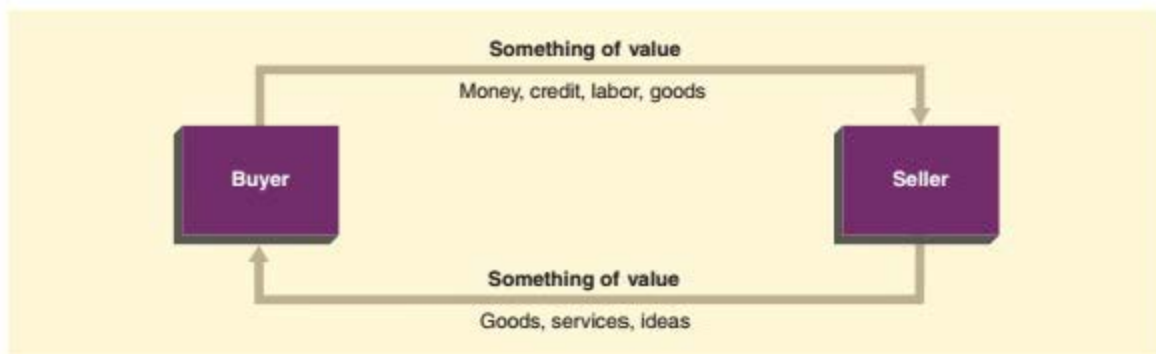 Something of value
Money, credit, labor, goods
Buyer
Seller
Something of value
Goods, services, ideas